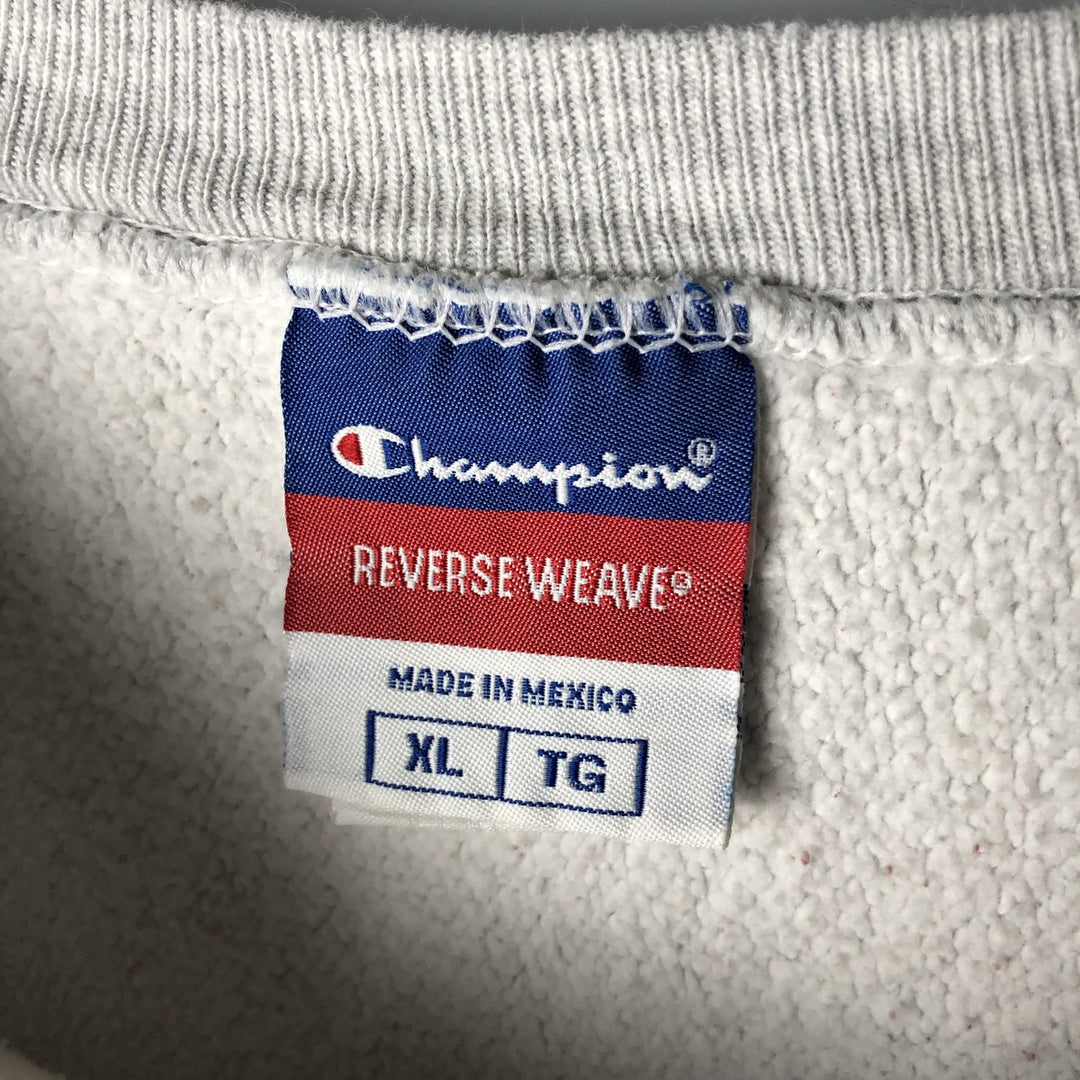 Champion®
REVERSE WEAVE®
MADE IN MEXICO
XL TG